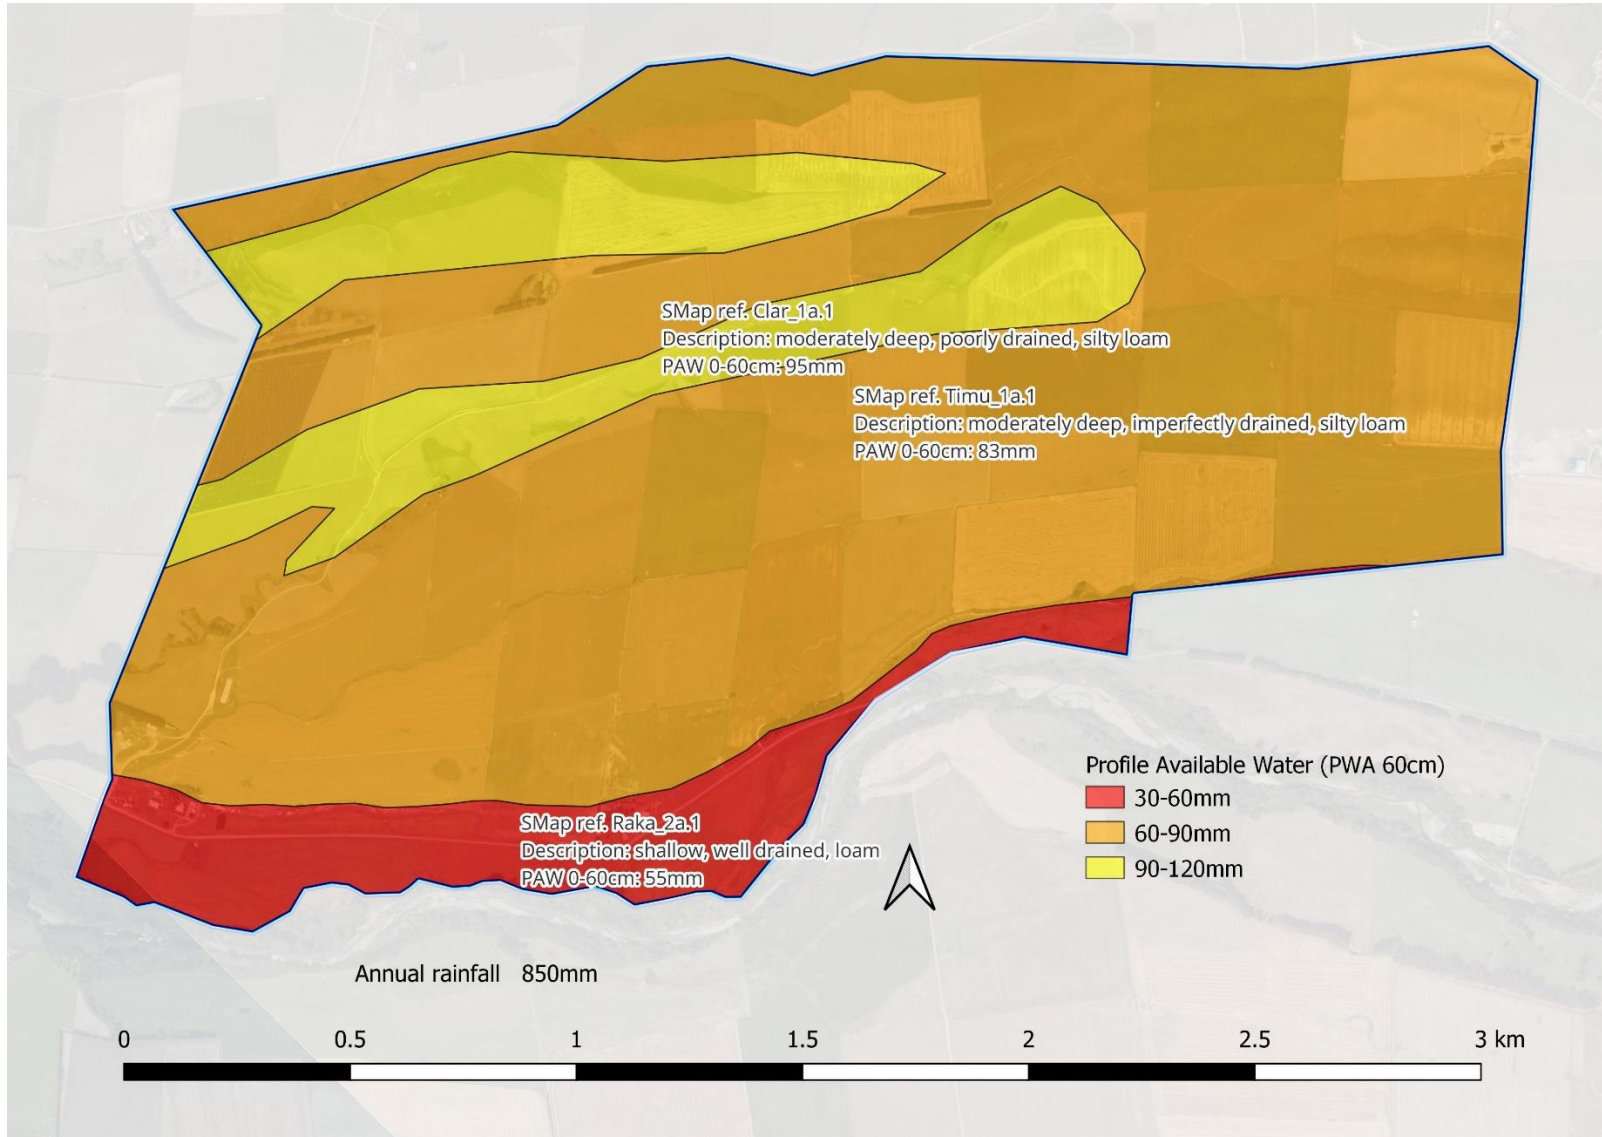 SMap ref. Clar_1a.1
Description: moderately deep, poorly drained, silty loam
PAW 0-60cm: 95mm
SMap ref. Timu_1a.1
Description: moderately deep, imperfectly drained, silty loam
PAW 0-60cm: 83mm
Profile Available Water (PWA 60cm)
30-60mm
60-90mm
90-120mm
SMap ref. Raka_2a.1
Description: shallow, well drained, loam
PAW 0-60cm: 55mm
Annual rainfall 850mm
0 0.5 1 1.5 2 2.5 3 km